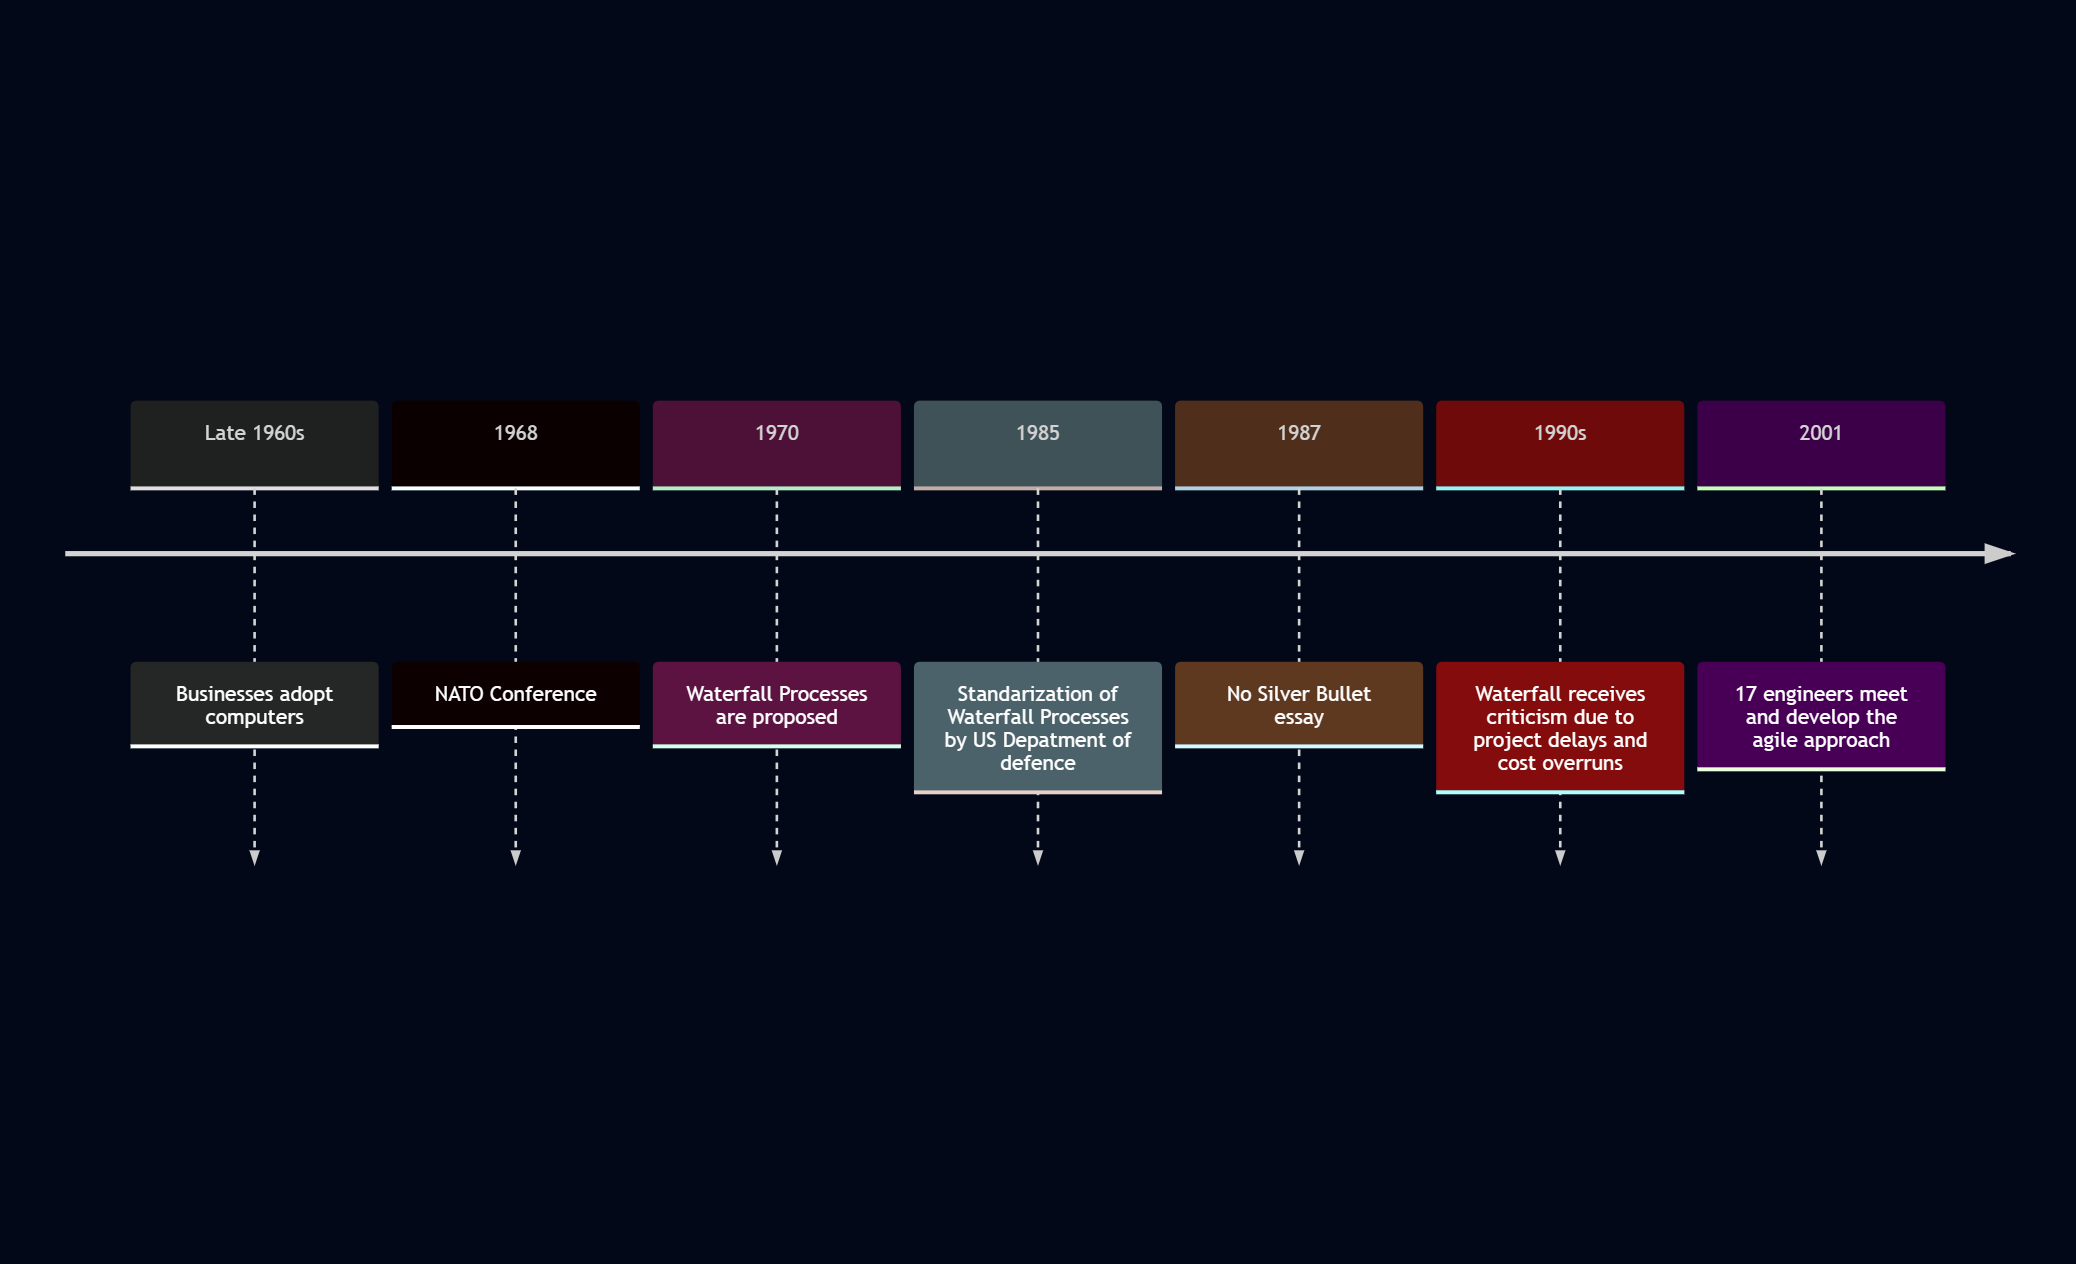 Late 1960s
1968
1970
1985
1987
1990s
2001
Businesses adopt
computers
NATO Conference
Waterfall Processes
are proposed
Standarization of
Waterfall Processes
by US Depatment of
defence
No Silver Bullet
essay
Waterfall receives
criticism due to
project delays and
cost overruns
17 engineers meet
and develop the
agile approach